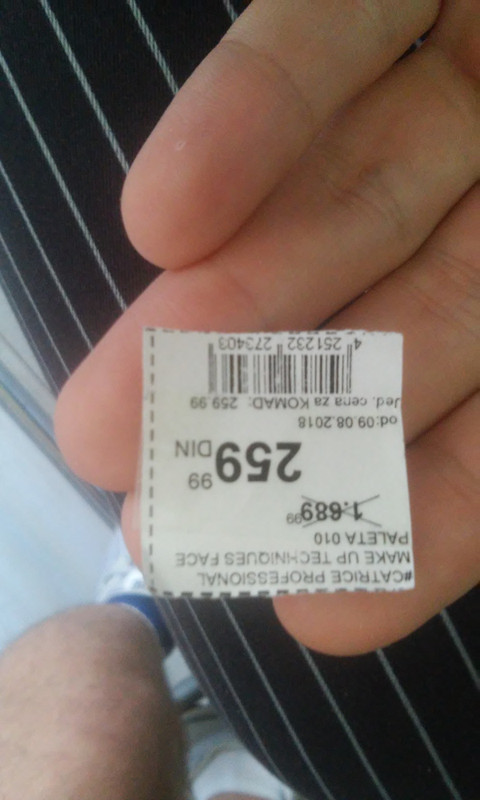 #CATRICE PROFESSIONAL
MAKE UP TECHNIQUES FACE
PALETA 010
1.689 99
259 99 DIN
od:09.08.2018
Jed. cena za KOMAD: 259 99
4 251232 273403